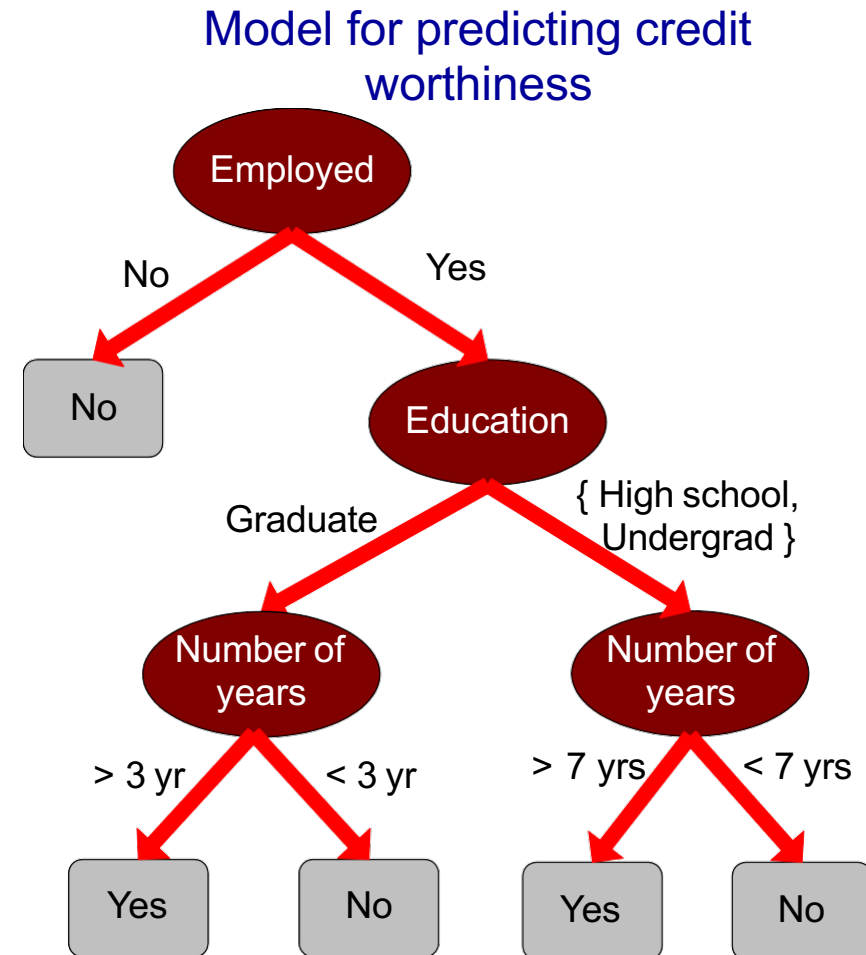 Model for predicting credit
worthiness
Employed
No
Yes
No
Education
Graduate
{ High school,
Undergrad }
Number of
years
Number of
years
> 3 yr
< 3 yr
> 7 yrs
< 7 yrs
Yes
No
Yes
No